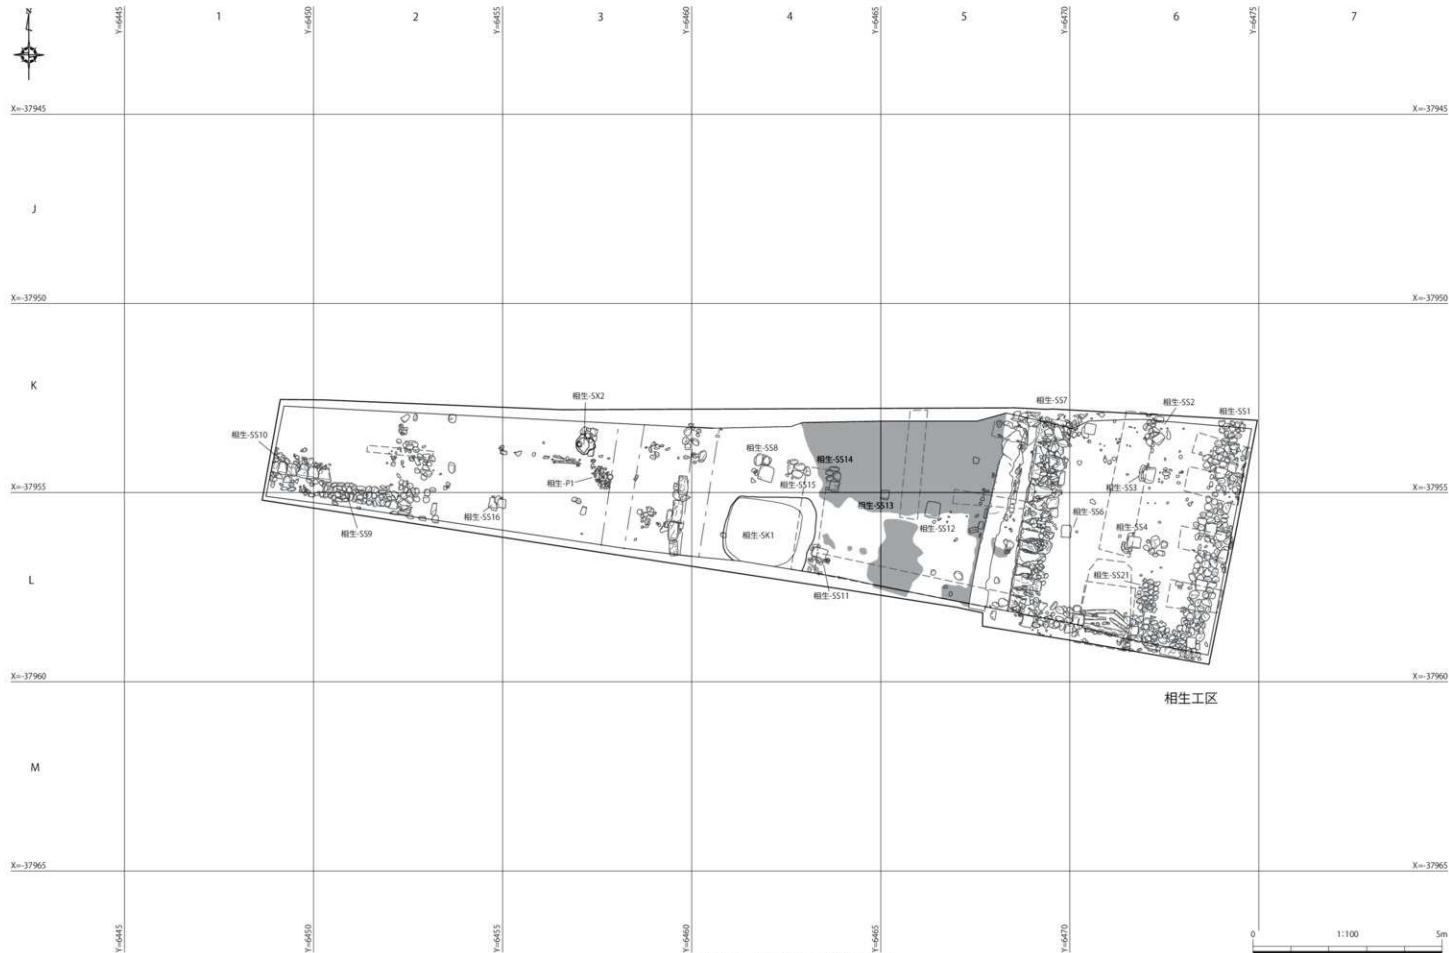 N
Y=6445
1
Y=6450
2
Y=6455
3
Y=6460
4
Y=6465
5
Y=6470
6
Y=6475
7
X=-37945
X=-37945
J
X=-37950
X=-37950
K
相生-SX2
相生-SS7
相生-SS2
相生-SS1
相生-SS10
相生-SS8
相生-SS14
相生-SS15
相生-SS3
相生-P1
X=-37955
X=-37955
相生-SS13
相生-SS16
相生-SS12
相生-SS6
相生-SS9
相生-SK1
相生-SS4
L
相生-SS21
相生-SS11
X=-37960
X=-37960
相生工区
M
X=-37965
X=-37965
Y=6445
Y=6450
Y=6455
Y=6460
Y=6465
Y=6470
0
1:100
5m